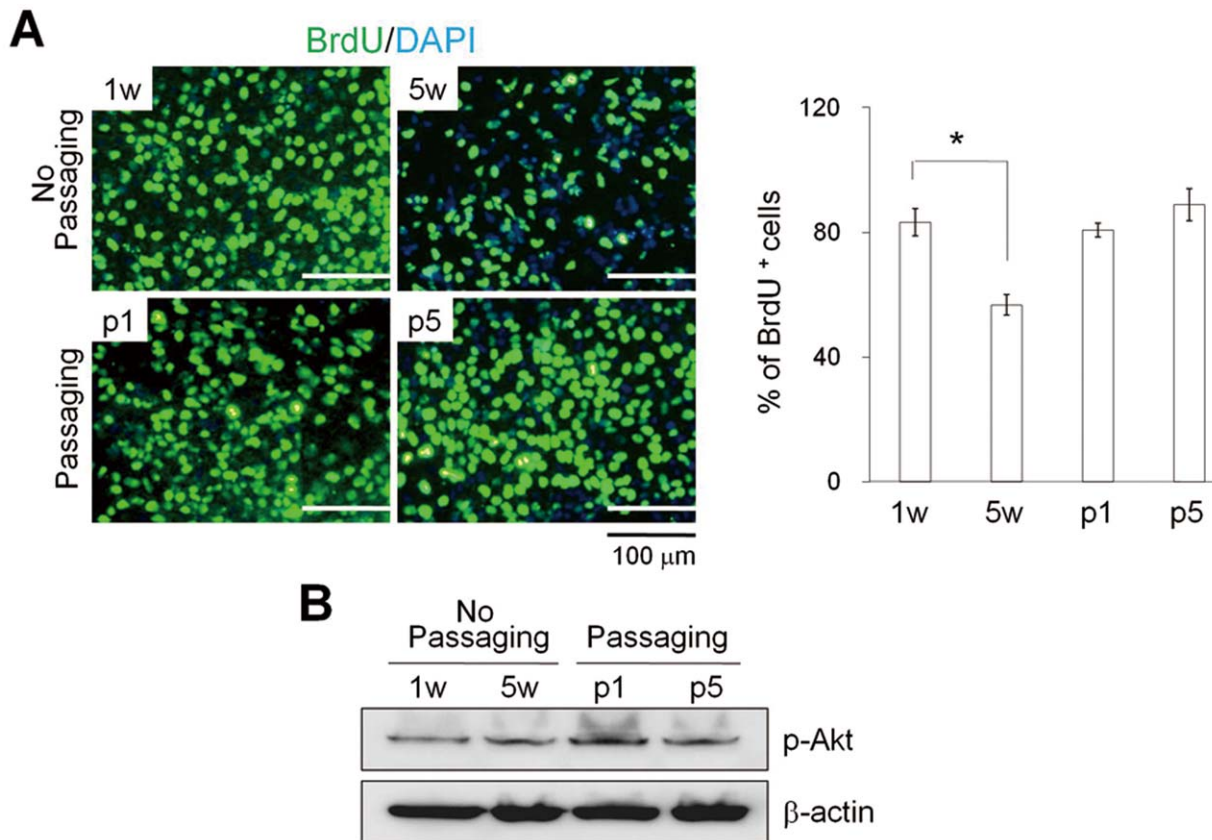 A
BrdU/DAPI
No
Passaging
1w
5w
Passaging
p1
p5
100 μm
% of BrdU + cells
120
80
40
0
*
1w
5w
p1
p5
B
No
Passaging
Passaging
1w
5w
p1
p5
p-Akt
β-actin